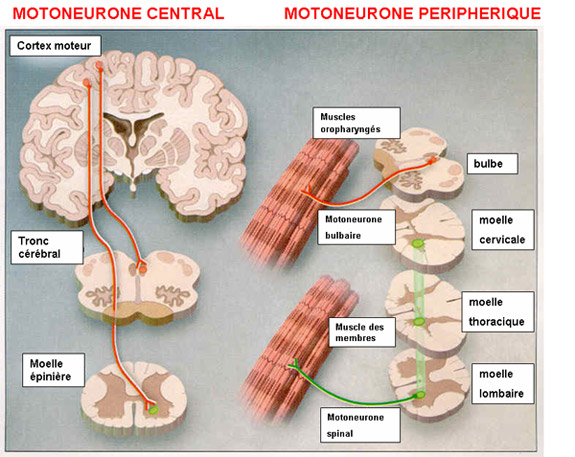 MOTONEURONE CENTRAL
MOTONEURONE PERIPHERIQUE
Cortex moteur
Tronc
cérébral
Moelle
épinière
Muscles
oropharyngés
bulbe
Motoneurone
bulbaire
moelle
cervicale
moelle
thoracique
Muscle des
membres
moelle
lombaire
Motoneurone
spinal